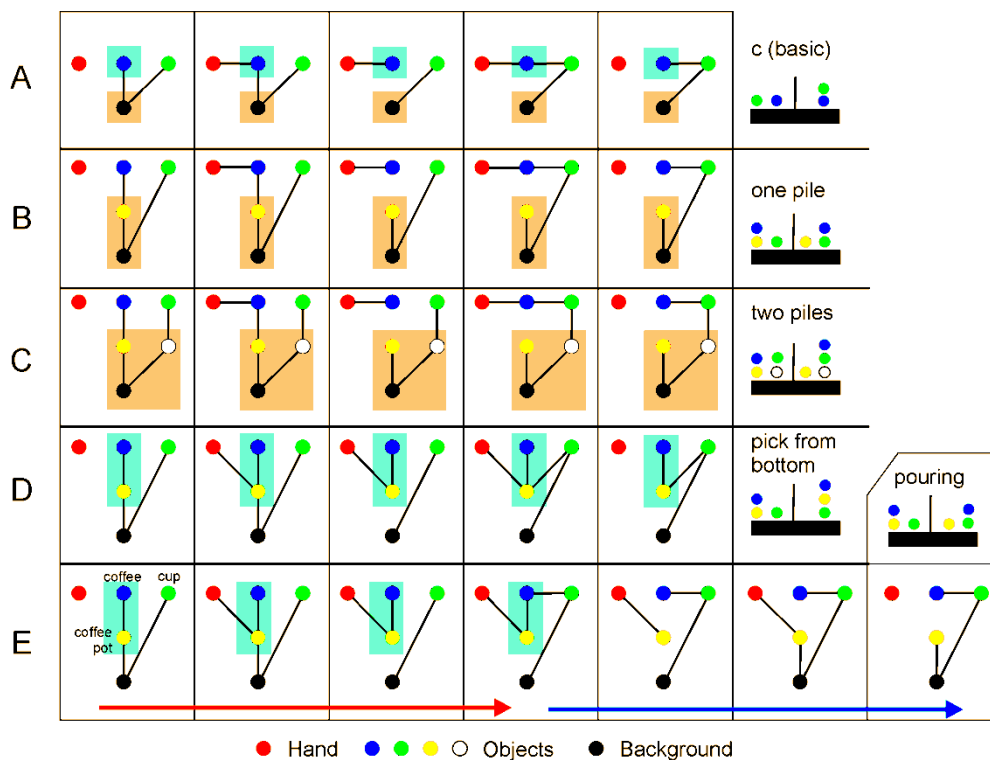 A
c (basic)
B
one pile
C
two piles
D
pick from
bottom
pouring
E
coffee
cup
coffee
pot
Hand
Objects
Background